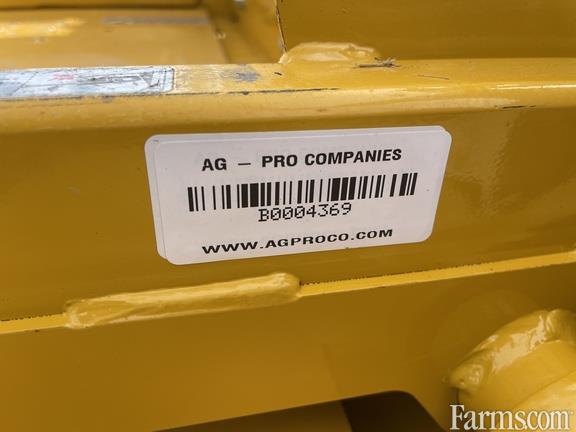 AG – PRO COMPANIES
B0004369
WWW.AGPROCO.COM
Farms.com